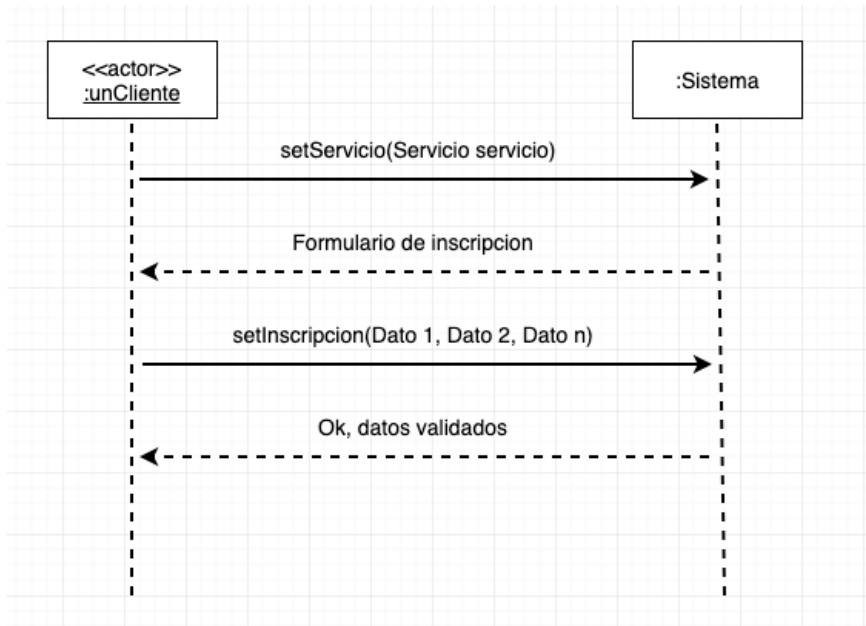 <<actor>>
:unCliente
:Sistema
setServicio(Servicio servicio)
Formulario de inscripcion
setInscripcion(Dato 1, Dato 2, Dato n)
Ok, datos validados